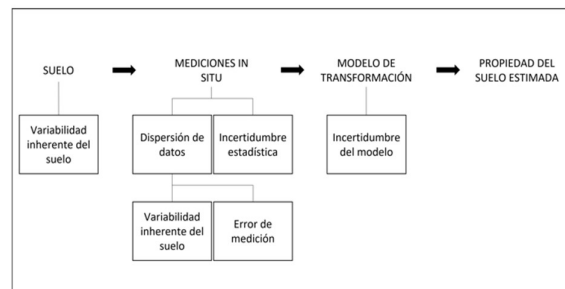 SUELO
MEDICIONES IN
SITU
MODELO DE
TRANSFORMACIÓN
PROPIEDAD DEL
SUELO ESTIMADA
Variabilidad
inherente del
suelo
Dispersión de
datos
Incertidumbre
estadística
Incertidumbre
del modelo
Variabilidad
inherente del
suelo
Error de
medición